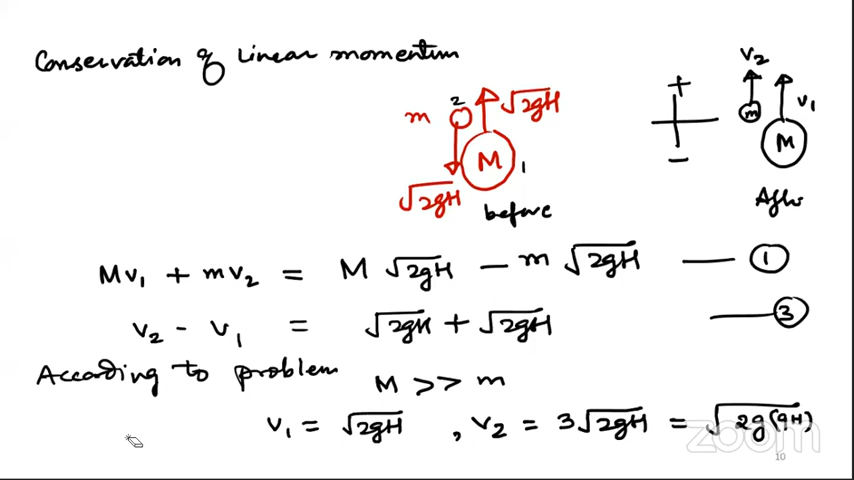 Conservation of Linear momentum
m 2 √2gH
M 1
√2gH
before
+
−
v₂
m v₁
M
After
Mv₁ + mv₂ = M √2gH − m √2gH — ①
v₂ − v₁ = √2gH + √2gH — ③
According to problem M >> m
v₁ = √2gH , v₂ = 3√2gH = √2g(9H)
zoom
10